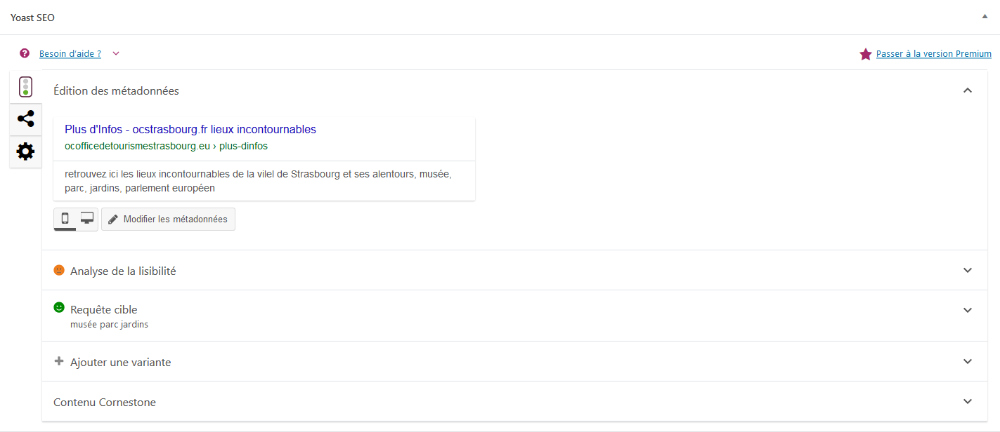 Yoast SEO
Besoin d'aide ?
Passer à la version Premium
Édition des métadonnées
Plus d'Infos - ocstrasbourg.fr lieux incontournables
ocofficedetourismestrasbourg.eu › plus-dinfos
retrouvez ici les lieux incontournables de la vilel de Strasbourg et ses alentours, musée,
parc, jardins, parlement européen
Modifier les métadonnées
Analyse de la lisibilité
Requête cible
musée parc jardins
Ajouter une variante
Contenu Cornestone